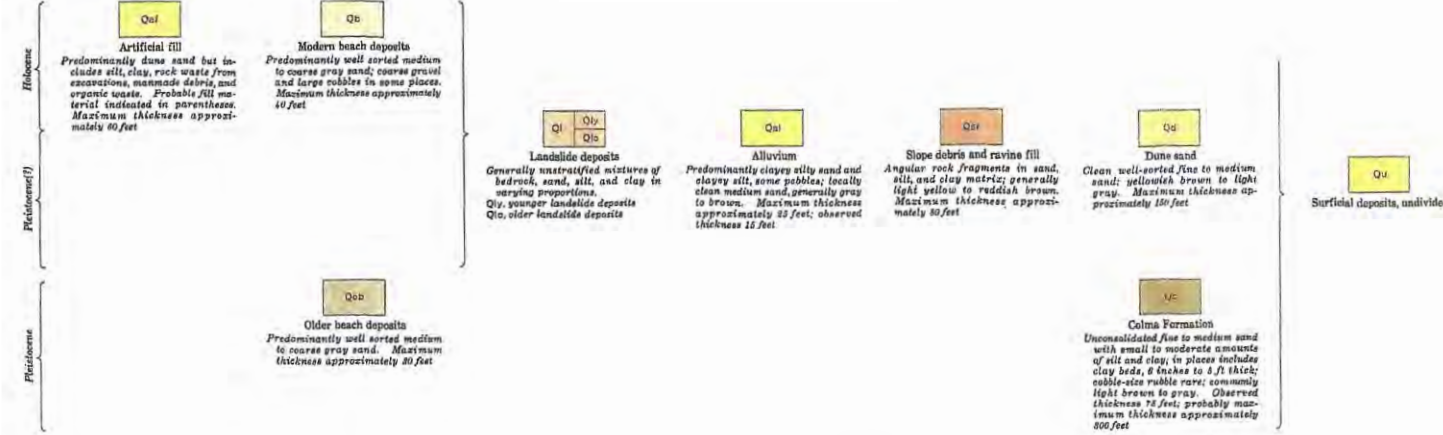 Holocene
Pleistocene(?)
Pleistocene
Qaf
Artificial fill
Predominantly dune sand but in-
cludes silt, clay, rock waste from
excavations, manmade debris, and
organic waste. Probable fill ma-
terial indicated in parentheses.
Maximum thickness approxi-
mately 60 feet
Qb
Modern beach deposits
Predominantly well sorted medium
to coarse gray sand; coarse gravel
and large cobbles in some places.
Maximum thickness approximately
Ql
Qly
Qlo
Landslide deposits
Generally unstratified mixtures of
bedrock, sand, silt, and clay in
varying proportions.
Qly, younger landslide deposits
Qlo, older landslide deposits
Qal
Alluvium
Predominantly clayey silty sand and
clayey silt, some pebbles; locally
clean medium sand, generally gray
to brown. Maximum thickness
approximately 25 feet; observed
thickness 15 feet
Qsr
Slope debris and ravine fill
Angular rock fragments in sand,
silt, and clay matrix; generally
light yellow to reddish brown.
Maximum thickness approxi-
mately 80 feet
Qd
Dune sand
Clean well-sorted fine to medium
sand; yellowish brown to light
gray. Maximum thickness ap-
proximately 150 feet
Qu
Surficial deposits, undivide
Qob
Older beach deposits
Predominantly well sorted medium
to coarse gray sand. Maximum
thickness approximately feet
Qc
Colma Formation
Unconsolidated fine to medium sand
with small to moderate amounts
of silt and clay, in places includes
clay beds, 6 inches to 5 ft thick;
cobble-size rubble rare; commonly
light brown to gray. Observed
thickness feet; probably max-
imum thickness approximately
feet